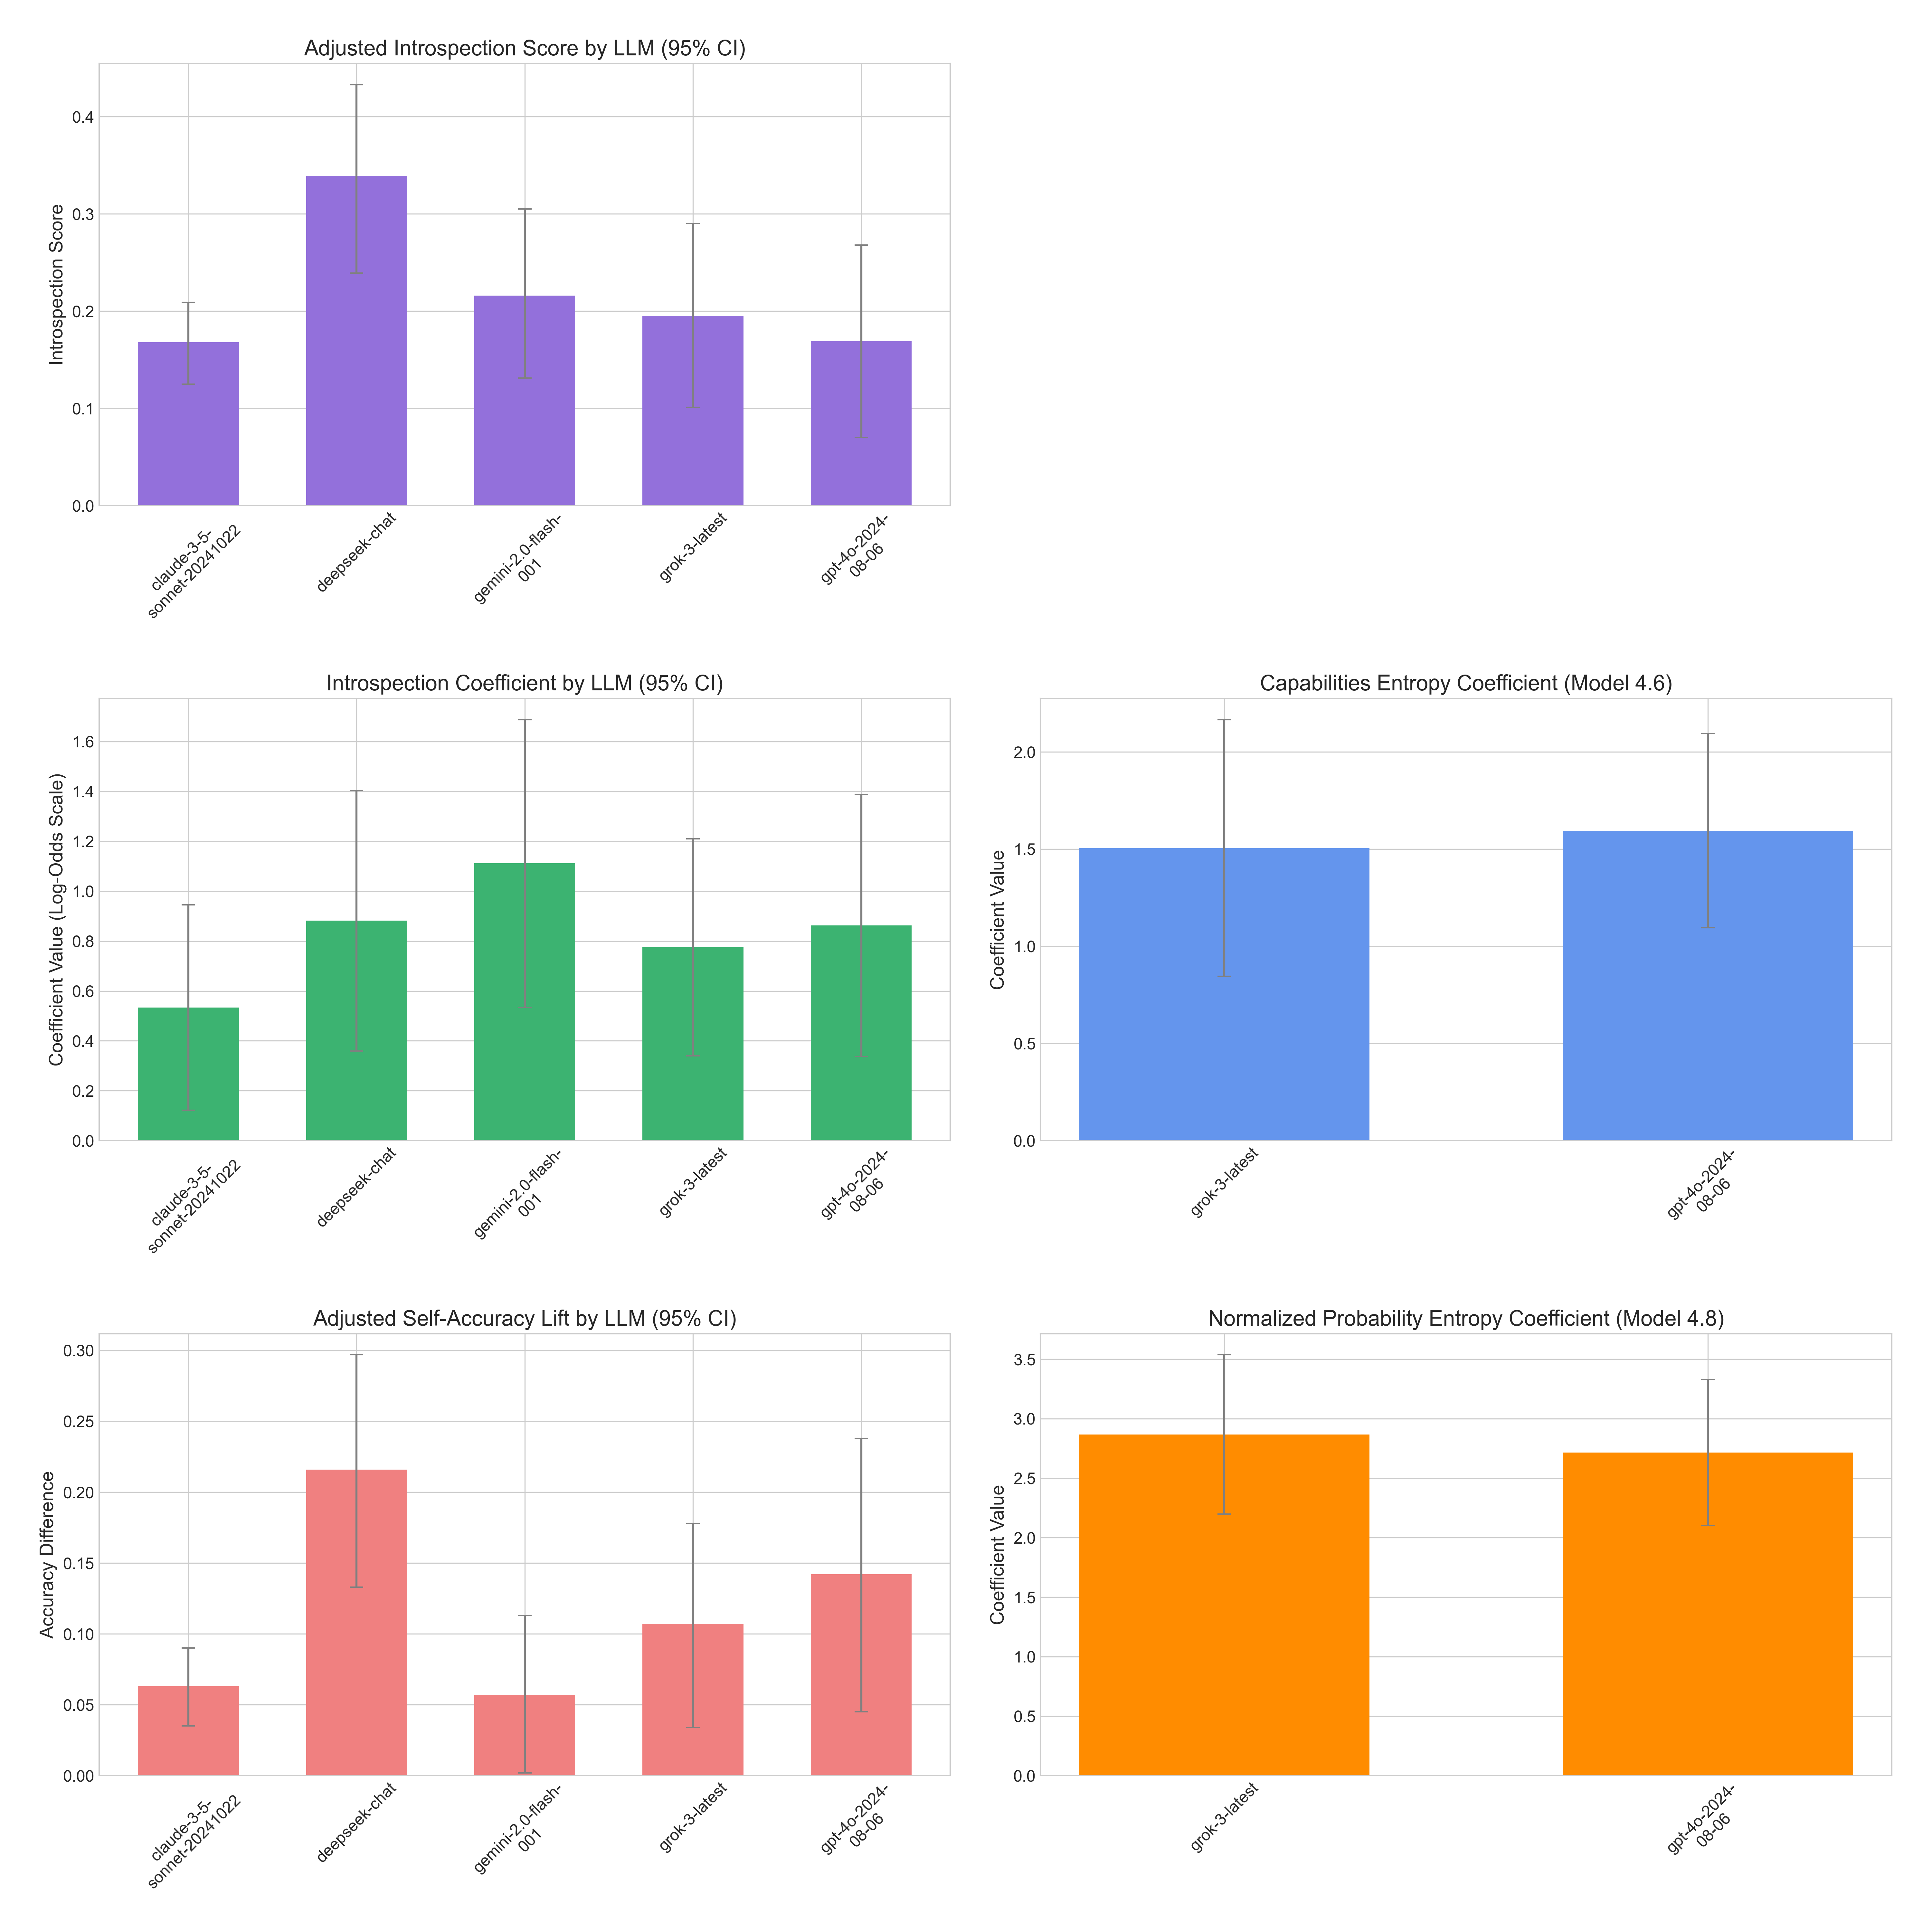 Adjusted Introspection Score by LLM (95% CI)
Introspection Score
0.4
0.3
0.2
0.1
0.0
claude-3-5-
sonnet-20241022
deepseek-chat
gemini-2.0-flash-
001
grok-3-latest
gpt-4o-2024-
08-06
Introspection Coefficient by LLM (95% CI)
Coefficient Value (Log-Odds Scale)
1.6
1.4
1.2
1.0
0.8
0.6
0.4
0.2
0.0
claude-3-5-
sonnet-20241022
deepseek-chat
gemini-2.0-flash-
001
grok-3-latest
gpt-4o-2024-
08-06
Capabilities Entropy Coefficient (Model 4.6)
Coefficient Value
2.0
1.5
1.0
0.5
0.0
grok-3-latest
gpt-4o-2024-
08-06
Adjusted Self-Accuracy Lift by LLM (95% CI)
Accuracy Difference
0.30
0.25
0.20
0.15
0.10
0.05
0.00
claude-3-5-
sonnet-20241022
deepseek-chat
gemini-2.0-flash-
001
grok-3-latest
gpt-4o-2024-
08-06
Normalized Probability Entropy Coefficient (Model 4.8)
Coefficient Value
3.5
3.0
2.5
2.0
1.5
1.0
0.5
0.0
grok-3-latest
gpt-4o-2024-
08-06